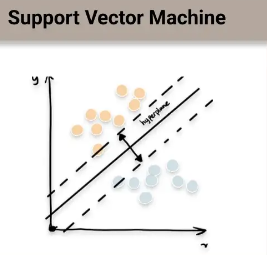 Support Vector Machine
y
hyperplane
x